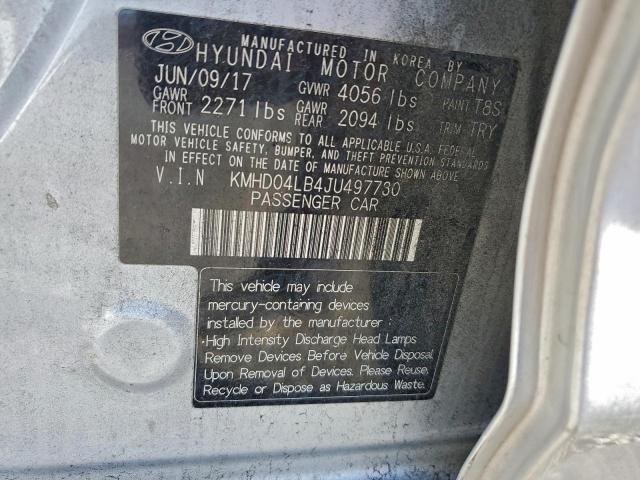 MANUFACTURED IN KOREA BY
HYUNDAI MOTOR COMPANY
JUN/09/17 GVWR 4056 lbs PAINT T8S
GAWR FRONT 2271 lbs GAWR REAR 2094 lbs TRIM TRY
THIS VEHICLE CONFORMS TO ALL APPLICABLE U.S.A. FEDERAL
MOTOR VEHICLE SAFETY, BUMPER, AND THEFT PREVENTION STANDARDS
IN EFFECT ON THE DATE OF MANUFACTURE SHOWN ABOVE.
V.I.N KMHD04LB4JU497730
PASSENGER CAR
This vehicle may include
mercury-containing devices
installed by the manufacturer :
·High Intensity Discharge Head Lamps
Remove Devices Before Vehicle Disposal
Upon Removal of Devices. Please Reuse,
Recycle or Dispose as Hazardous Waste.